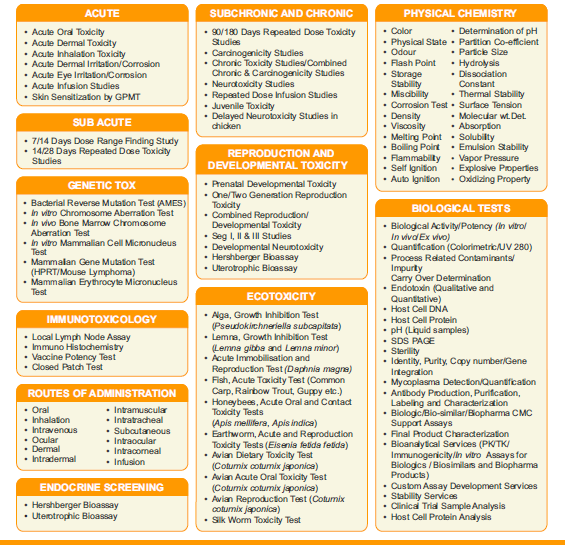 ACUTE
• Acute Oral Toxicity
• Acute Dermal Toxicity
• Acute Inhalation Toxicity
• Acute Dermal Irritation/Corrosion
• Acute Eye Irritation/Corrosion
• Acute Infusion Studies
• Skin Sensitization by GPMT
SUB ACUTE
• 7/14 Days Dose Range Finding Study
• 14/28 Days Repeated Dose Toxicity
Studies
GENETIC TOX
• Bacterial Reverse Mutation Test (AMES)
• In vitro Chromosome Aberration Test
• In vivo Bone Marrow Chromosome
Aberration Test
• In vitro Mammalian Cell Micronucleus
Test
• Mammalian Gene Mutation Test
(HPRT/Mouse Lymphoma)
• Mammalian Erythrocyte Micronucleus
Test
IMMUNOTOXICOLOGY
• Local Lymph Node Assay
• Immuno Histochemistry
• Vaccine Potency Test
• Closed Patch Test
ROUTES OF ADMINISTRATION
• Oral
• Inhalation
• Intravenous
• Ocular
• Dermal
• Intradermal
• Intramuscular
• Intratracheal
• Subcutaneous
• Intraocular
• Intracorneal
• Infusion
ENDOCRINE SCREENING
• Hershberger Bioassay
• Uterotrophic Bioassay
SUBCHRONIC AND CHRONIC
• 90/180 Days Repeated Dose Toxicity
Studies
• Carcinogenicity Studies
• Chronic Toxicity Studies/Combined
Chronic & Carcinogenicity Studies
• Neurotoxicity Studies
• Repeated Dose Infusion Studies
• Juvenile Toxicity
• Delayed Neurotoxicity Studies in
chicken
REPRODUCTION AND
DEVELOPMENTAL TOXICITY
• Prenatal Developmental Toxicity
• One/Two Generation Reproduction
Toxicity
• Combined Reproduction/
Developmental Toxicity
• Seg I, II & III Studies
• Developmental Neurotoxicity
• Hershberger Bioassay
• Uterotrophic Bioassay
ECOTOXICITY
• Alga, Growth Inhibition Test
(Pseudokirchneriella subcapitata)
• Lemna, Growth Inhibition Test
(Lemna gibba and Lemna minor)
• Acute Immobilisation and
Reproduction Test (Daphnia magna)
• Fish, Acute Toxicity Test (Common
Carp, Rainbow Trout, Guppy etc.)
• Honeybees, Acute Oral and Contact
Toxicity Tests
(Apis mellifera, Apis indica)
• Earthworm, Acute and Reproduction
Toxicity Tests (Eisenia fetida fetida)
• Avian Dietary Toxicity Test
(Coturnix coturnix japonica)
• Avian Acute Oral Toxicity Test
(Coturnix coturnix japonica)
• Avian Reproduction Test (Coturnix
coturnix japonica)
• Silk Worm Toxicity Test
PHYSICAL CHEMISTRY
• Color
• Physical State
• Odour
• Flash Point
• Storage
Stability
• Miscibility
• Corrosion Test
• Density
• Viscosity
• Melting Point
• Boiling Point
• Flammability
• Self Ignition
• Auto Ignition
• Determination of pH
• Partition Co-efficient
• Particle Size
• Hydrolysis
• Dissociation
Constant
• Thermal Stability
• Surface Tension
• Molecular wt. Det.
• Absorption
• Solubility
• Emulsion Stability
• Vapor Pressure
• Explosive Properties
• Oxidizing Property
BIOLOGICAL TESTS
• Biological Activity/Potency (In vitro/
In vivo/Ex vivo)
• Quantification (Colorimetric/UV 280)
• Process Related Contaminants/
Impurity
Carry Over Determination
• Endotoxin (Qualitative and
Quantitative)
• Host Cell DNA
• Host Cell Protein
• pH (Liquid samples)
• SDS PAGE
• Sterility
• Identity, Purity, Copy number/Gene
Integration
• Mycoplasma Detection/Quantification
• Antibody Production, Purification,
Labeling and Characterization
• Biologic/Bio-similar/Biopharma CMC
Support Assays
• Final Product Characterization
• Bioanalytical Services (PK/TK/
Immunogenicity/In vitro Assays for
Biologics / Biosimilars and Biopharma
Products)
• Custom Assay Development Services
• Stability Services
• Clinical Trial Sample Analysis
• Host Cell Protein Analysis